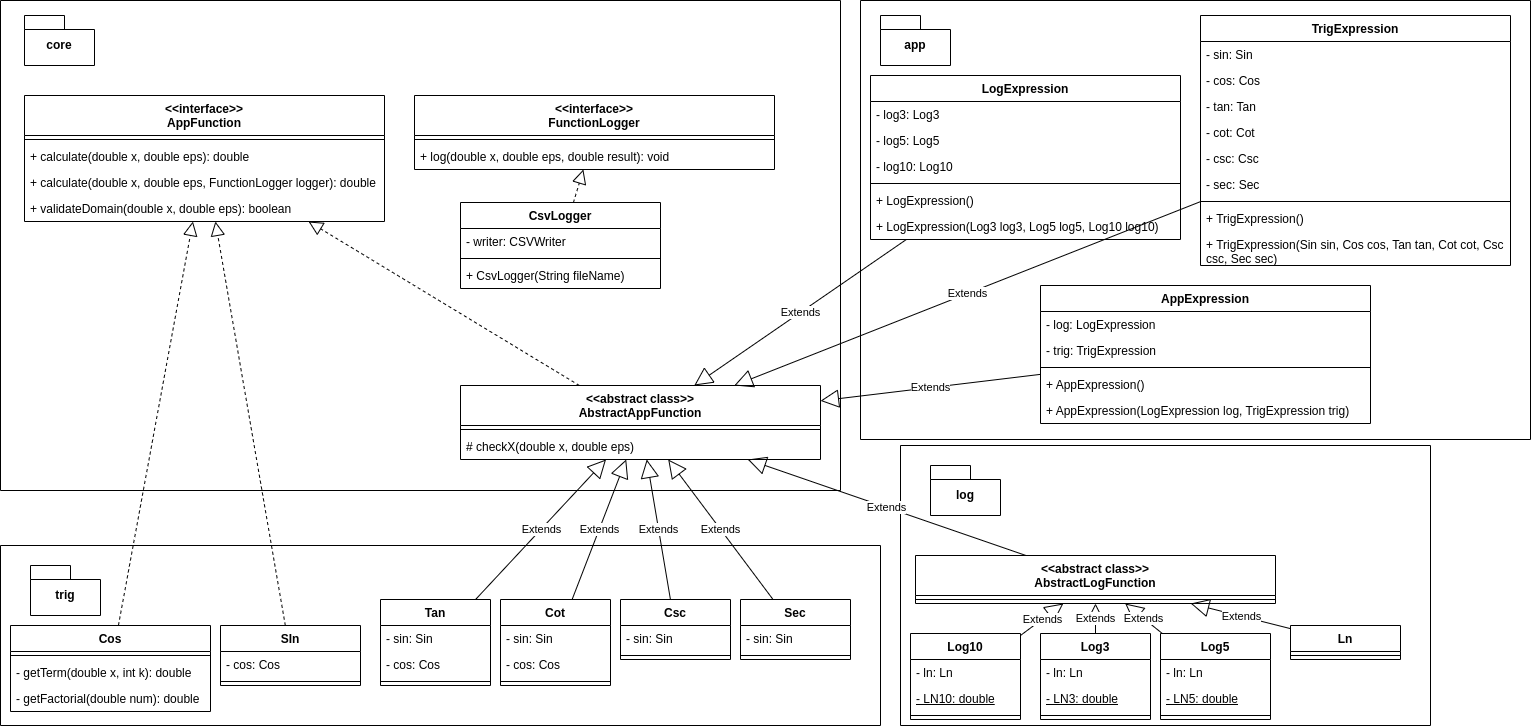 core
<<interface>>
AppFunction
+ calculate(double x, double eps): double
+ calculate(double x, double eps, FunctionLogger logger): double
+ validateDomain(double x, double eps): boolean
<<interface>>
FunctionLogger
+ log(double x, double eps, double result): void
CsvLogger
- writer: CSVWriter
+ CsvLogger(String fileName)
<<abstract class>>
AbstractAppFunction
# checkX(double x, double eps)
app
LogExpression
- log3: Log3
- log5: Log5
- log10: Log10
+ LogExpression()
+ LogExpression(Log3 log3, Log5 log5, Log10 log10)
TrigExpression
- sin: Sin
- cos: Cos
- tan: Tan
- cot: Cot
- csc: Csc
- sec: Sec
+ TrigExpression()
+ TrigExpression(Sin sin, Cos cos, Tan tan, Cot cot, Csc
csc, Sec sec)
AppExpression
- log: LogExpression
- trig: TrigExpression
+ AppExpression()
+ AppExpression(LogExpression log, TrigExpression trig)
Extends
Extends
Extends
Extends
Extends
Extends
Extends
Extends
trig
Cos
- getTerm(double x, int k): double
- getFactorial(double num): double
SIn
- cos: Cos
Tan
- sin: Sin
- cos: Cos
Cot
- sin: Sin
- cos: Cos
Csc
- sin: Sin
Sec
- sin: Sin
log
<<abstract class>>
AbstractLogFunction
Extends
Extends
Extends
Extends
Log10
- ln: Ln
- LN10: double
Log3
- ln: Ln
- LN3: double
Log5
- ln: Ln
- LN5: double
Ln